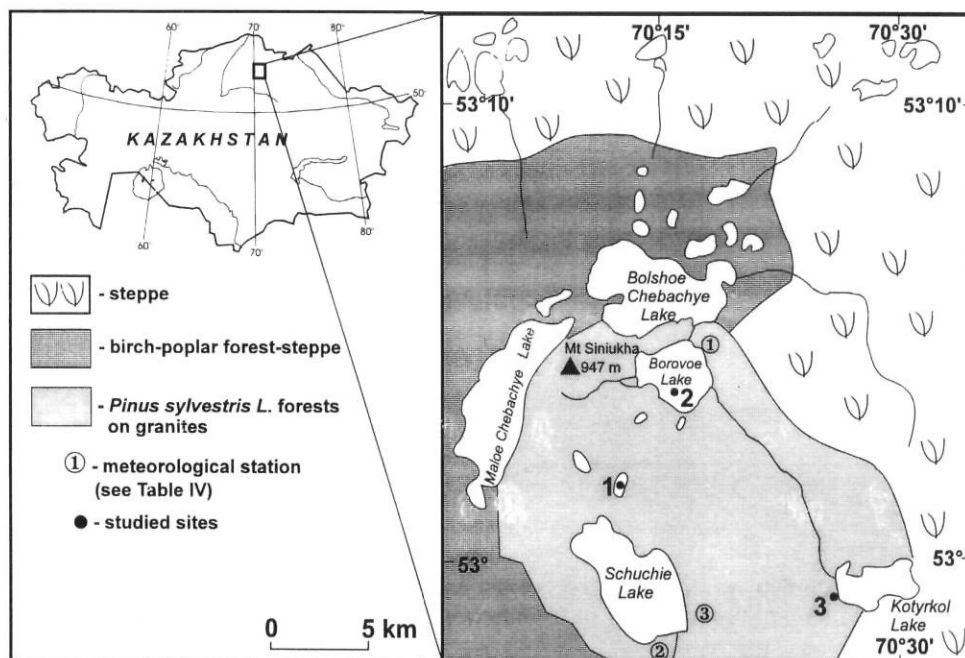 60
70
80
50
KAZAKHSTAN
60
70
80
- steppe
- birch-poplar forest-steppe
- Pinus sylvestris L. forests
on granites
① - meteorological station
(see Table IV)
- studied sites
0 5 km
70°15'
70°30'
53°10'
53°10'
Bolshoe
Chebachye
Lake
Maloe Chebachye Lake
Mt Siniukha
947 m
①
Borovoe
Lake
2
1
53°
53°
Schuchie
Lake
③
②
3
Kotyrkol
Lake
70°30'